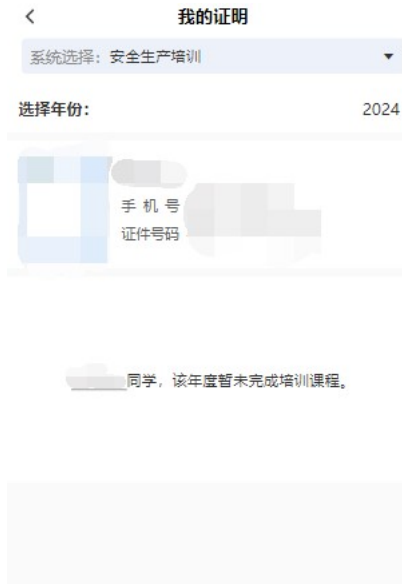 我的证明
系统选择：安全生产培训
选择年份：
2024
手机号
证件号码
同学，该年度暂未完成培训课程。